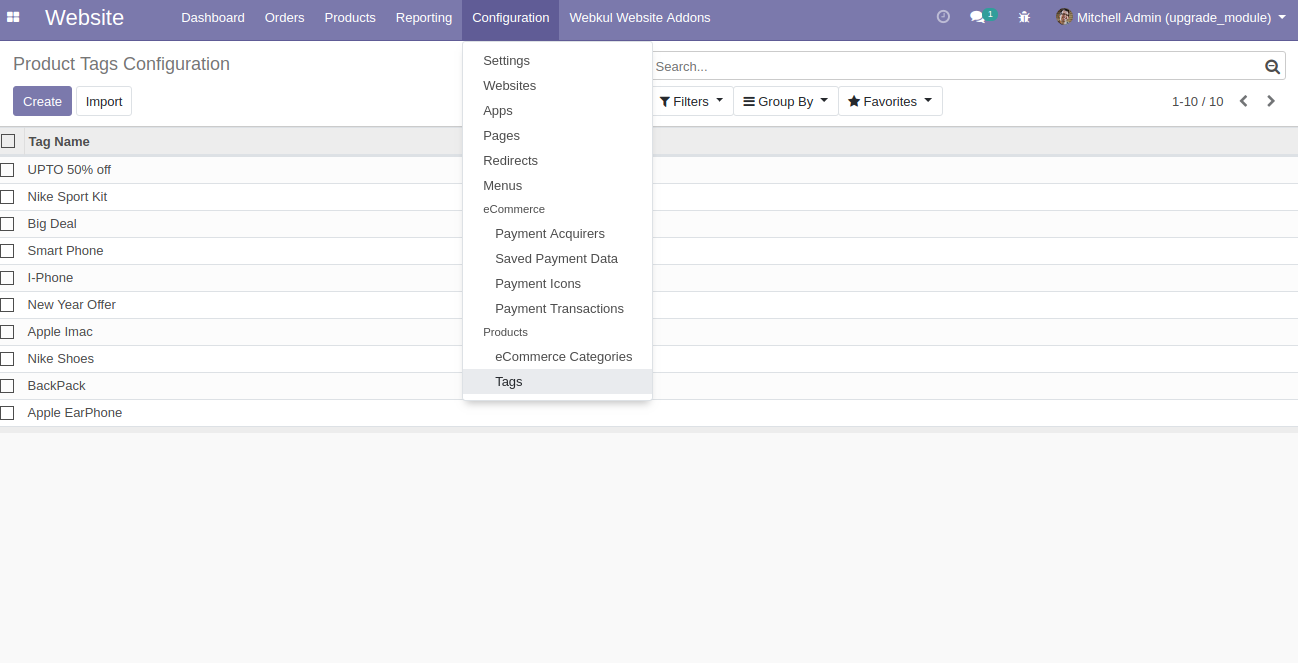 Website Dashboard Orders Products Reporting Configuration Webkul Website Addons 1 Mitchell Admin (upgrade_module)
Product Tags Configuration
Search...
Create Import
Filters Group By Favorites 1-10 / 10
Tag Name
UPTO 50% off
Nike Sport Kit
Big Deal
Smart Phone
I-Phone
New Year Offer
Apple Imac
Nike Shoes
BackPack
Apple EarPhone
Settings
Websites
Apps
Pages
Redirects
Menus
eCommerce
Payment Acquirers
Saved Payment Data
Payment Icons
Payment Transactions
Products
eCommerce Categories
Tags